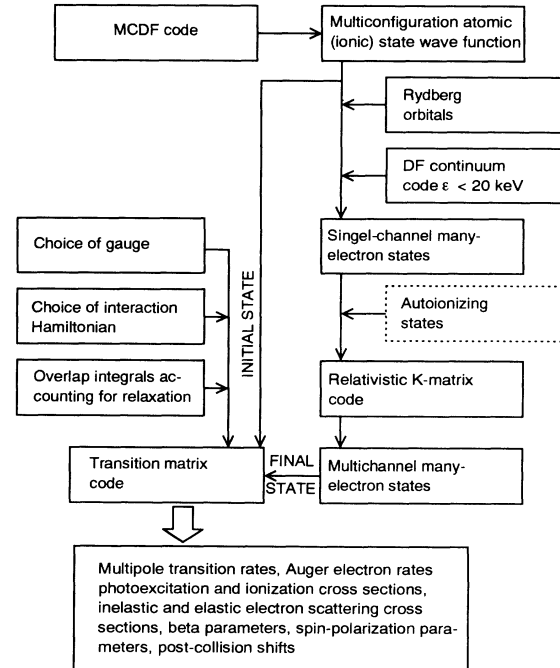 MCDF code
Multiconfiguration atomic
(ionic) state wave function
Rydberg
orbitals
DF continuum
code ε < 20 keV
Choice of gauge
Singel-channel many-
electron states
Choice of interaction
Hamiltonian
INITIAL STATE
Autoionizing
states
Overlap integrals ac-
counting for relaxation
Relativistic K-matrix
code
Transition matrix
code
FINAL
STATE
Multichannel many-
electron states
Multipole transition rates, Auger electron rates
photoexcitation and ionization cross sections,
inelastic and elastic electron scattering cross
sections, beta parameters, spin-polarization para-
meters, post-collision shifts